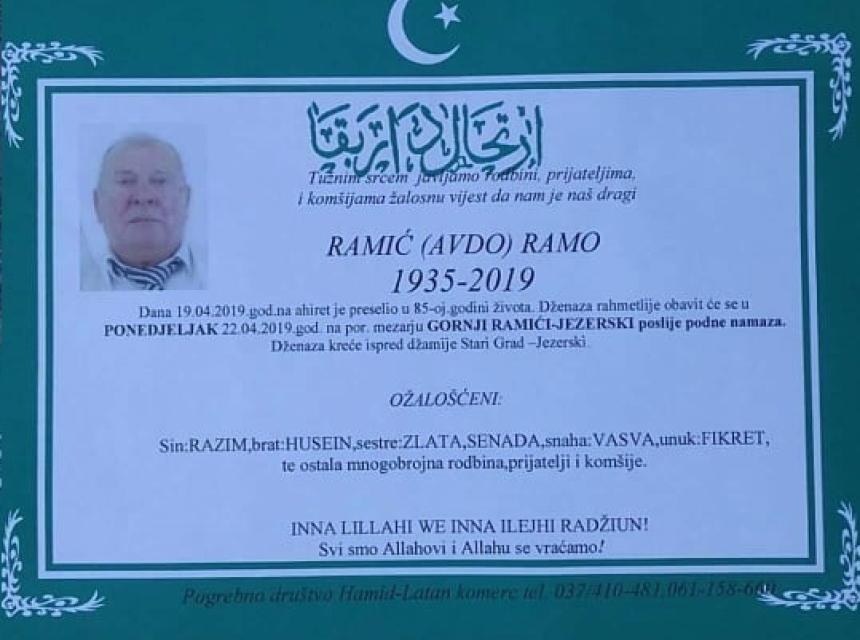 ارتحال دار بقا
Tužnim srcem javljamo rodbini, prijateljima,
i komšijama žalosnu vijest da nam je naš dragi
RAMIĆ (AVDO) RAMO
1935-2019
Dana 19.04.2019.god.na ahiret je preselio u 85-oj.godini života. Dženaza rahmetlije obavit će se u
PONEDJELJAK 22.04.2019.god. na por. mezarju GORNJI RAMIĆI-JEZERSKI poslije podne namaza.
Dženaza kreće ispred džamije Stari Grad –Jezerski.
OŽALOŠĆENI:
Sin:RAZIM,brat:HUSEIN,sestre:ZLATA,SENADA,snaha:VASVA,unuk:FIKRET,
te ostala mnogobrojna rodbina,prijatelji i komšije.
INNA LILLAHI WE INNA ILEJHI RADŽIUN!
Svi smo Allahovi i Allahu se vraćamo!
Pogrebno društvo Hamid-Latan komerc tel. 037/410-481,